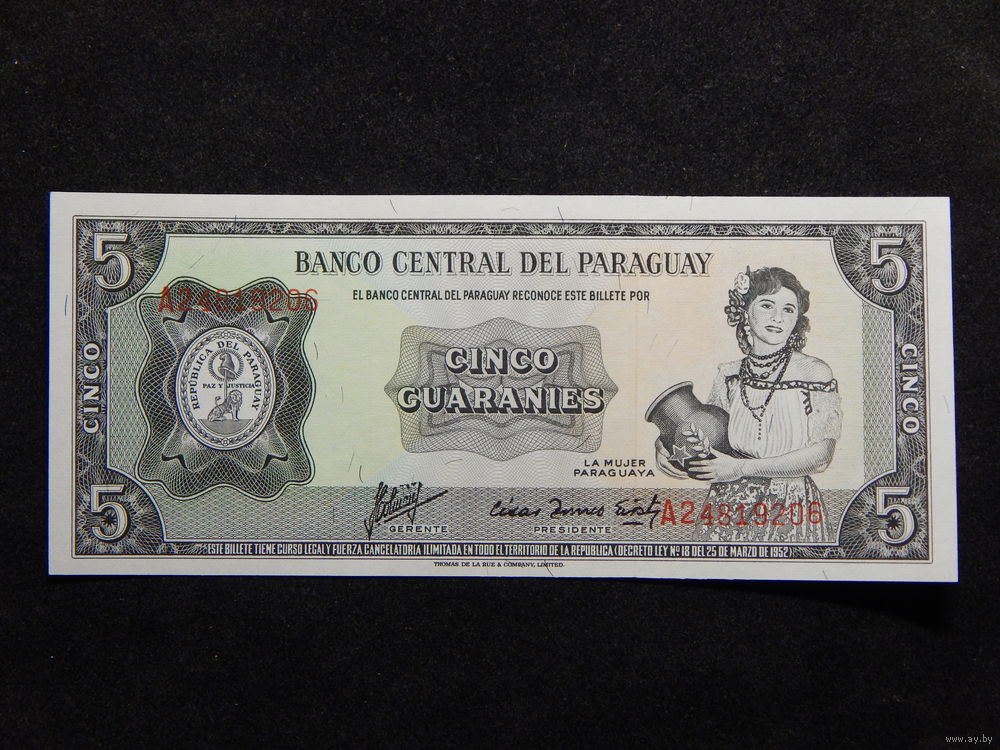 5
5
BANCO CENTRAL DEL PARAGUAY
EL BANCO CENTRAL DEL PARAGUAY RECONOCE ESTE BILLETE POR
A24819206
REPUBLICA DEL PARAGUAY
PAZ Y JUSTICIA
CINCO
CINCO
CINCO
GUARANIES
LA MUJER
PARAGUAYA
5
5
A24819206
GERENTE
PRESIDENTE
ESTE BILLETE TIENE CURSO LEGAL Y FUERZA CANCELATORIA ILIMITADA EN TODO EL TERRITORIO DE LA REPUBLICA (DECRETO LEY Nº 18 DEL 25 DE MARZO DE 1952)
THOMAS DE LA RUE & COMPANY, LIMITED.
www.ay.by